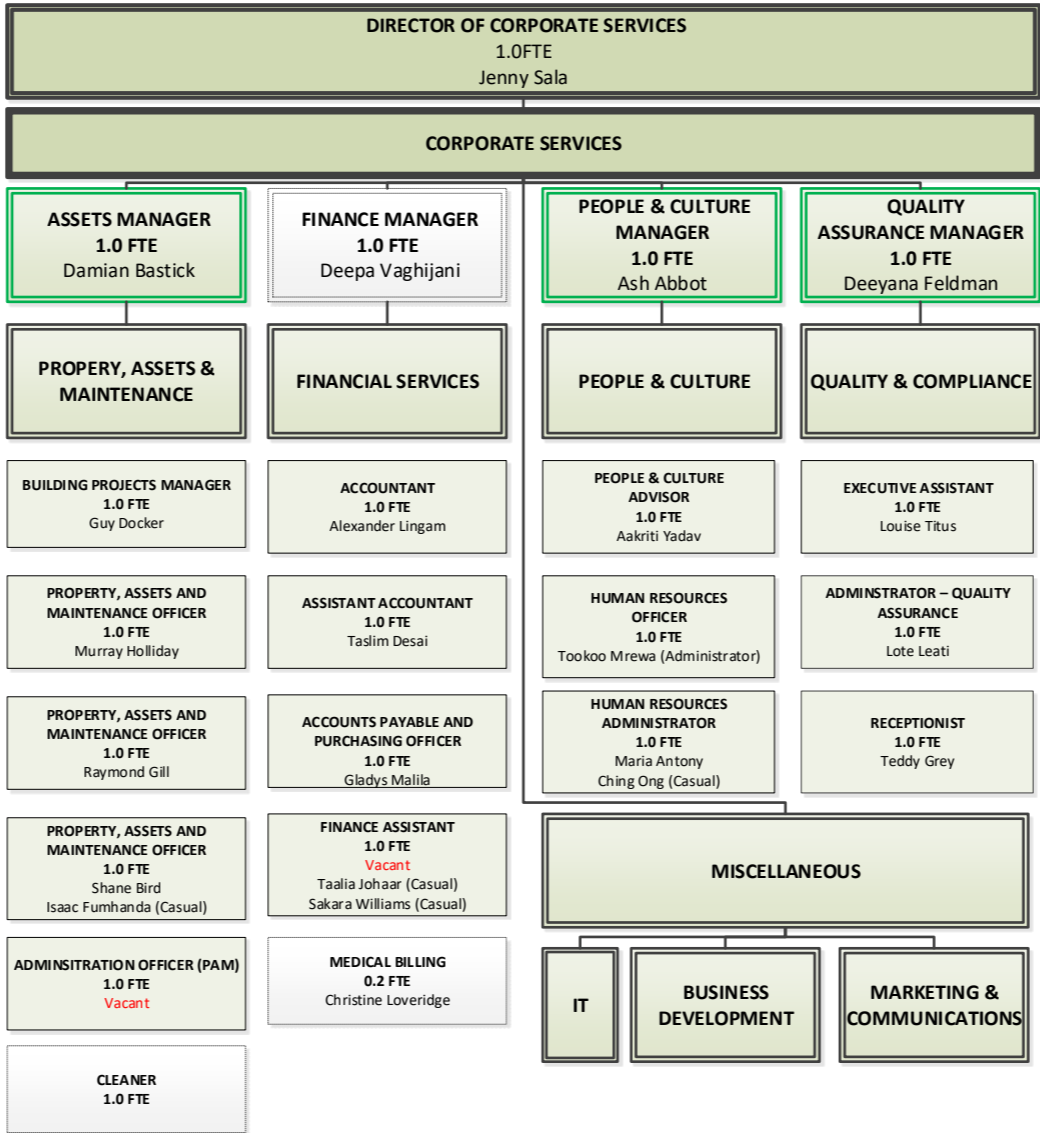 DIRECTOR OF CORPORATE SERVICES
1.0FTE
Jenny Sala
CORPORATE SERVICES
ASSETS MANAGER
1.0 FTE
Damian Bastick
FINANCE MANAGER
1.0 FTE
Deepa Vaghijani
PEOPLE & CULTURE
MANAGER
1.0 FTE
Ash Abbot
QUALITY
ASSURANCE MANAGER
1.0 FTE
Deeyana Feldman
PROPERY, ASSETS &
MAINTENANCE
FINANCIAL SERVICES
PEOPLE & CULTURE
QUALITY & COMPLIANCE
BUILDING PROJECTS MANAGER
1.0 FTE
Guy Docker
ACCOUNTANT
1.0 FTE
Alexander Lingam
PEOPLE & CULTURE
ADVISOR
1.0 FTE
Aakriti Yadav
EXECUTIVE ASSISTANT
1.0 FTE
Louise Titus
PROPERTY, ASSETS AND
MAINTENANCE OFFICER
1.0 FTE
Murray Holliday
ASSISTANT ACCOUNTANT
1.0 FTE
Taslim Desai
HUMAN RESOURCES
OFFICER
1.0 FTE
Tookoo Mrewa (Administrator)
ADMINSTRATOR – QUALITY
ASSURANCE
1.0 FTE
Lote Leati
PROPERTY, ASSETS AND
MAINTENANCE OFFICER
1.0 FTE
Raymond Gill
ACCOUNTS PAYABLE AND
PURCHASING OFFICER
1.0 FTE
Gladys Malila
HUMAN RESOURCES
ADMINISTRATOR
1.0 FTE
Maria Antony
Ching Ong (Casual)
RECEPTIONIST
1.0 FTE
Teddy Grey
PROPERTY, ASSETS AND
MAINTENANCE OFFICER
1.0 FTE
Shane Bird
Isaac Fumhanda (Casual)
FINANCE ASSISTANT
1.0 FTE
Vacant
Taalia Johaar (Casual)
Sakara Williams (Casual)
MISCELLANEOUS
ADMINSITRATION OFFICER (PAM)
1.0 FTE
Vacant
MEDICAL BILLING
0.2 FTE
Christine Loveridge
IT
BUSINESS
DEVELOPMENT
MARKETING &
COMMUNICATIONS
CLEANER
1.0 FTE